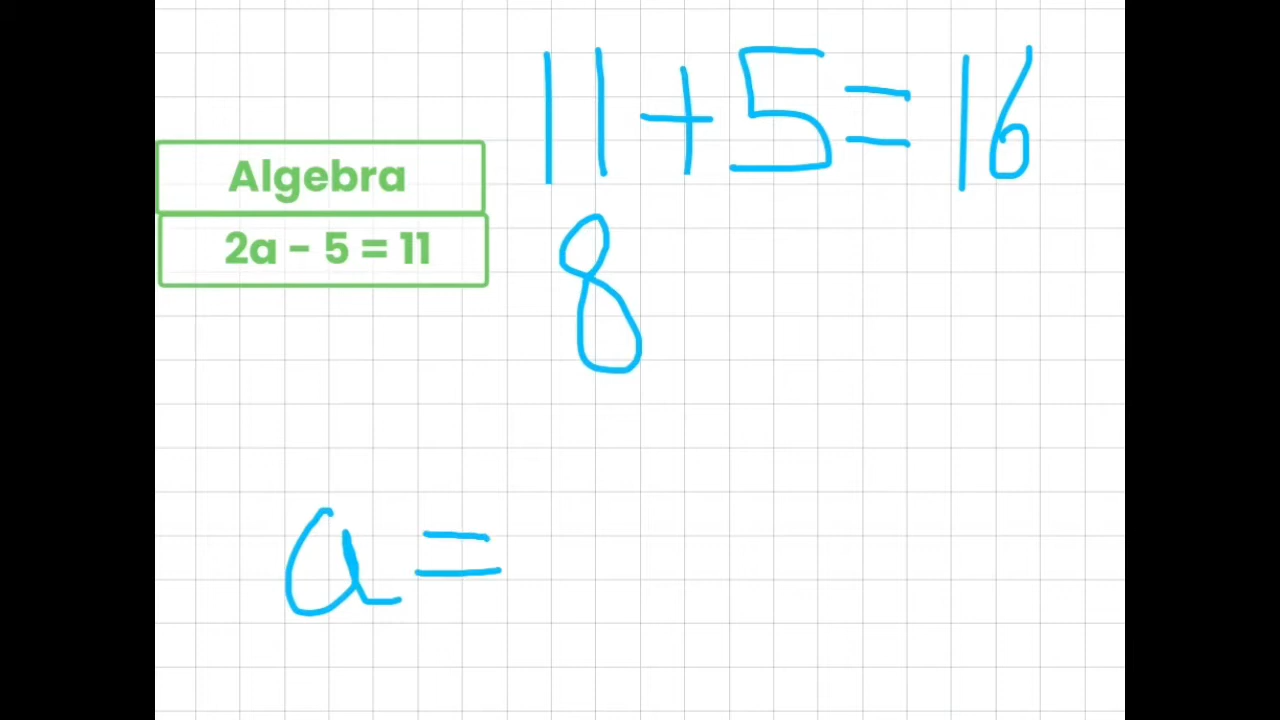 11+5=16
Algebra
2a - 5 = 11
8
a=